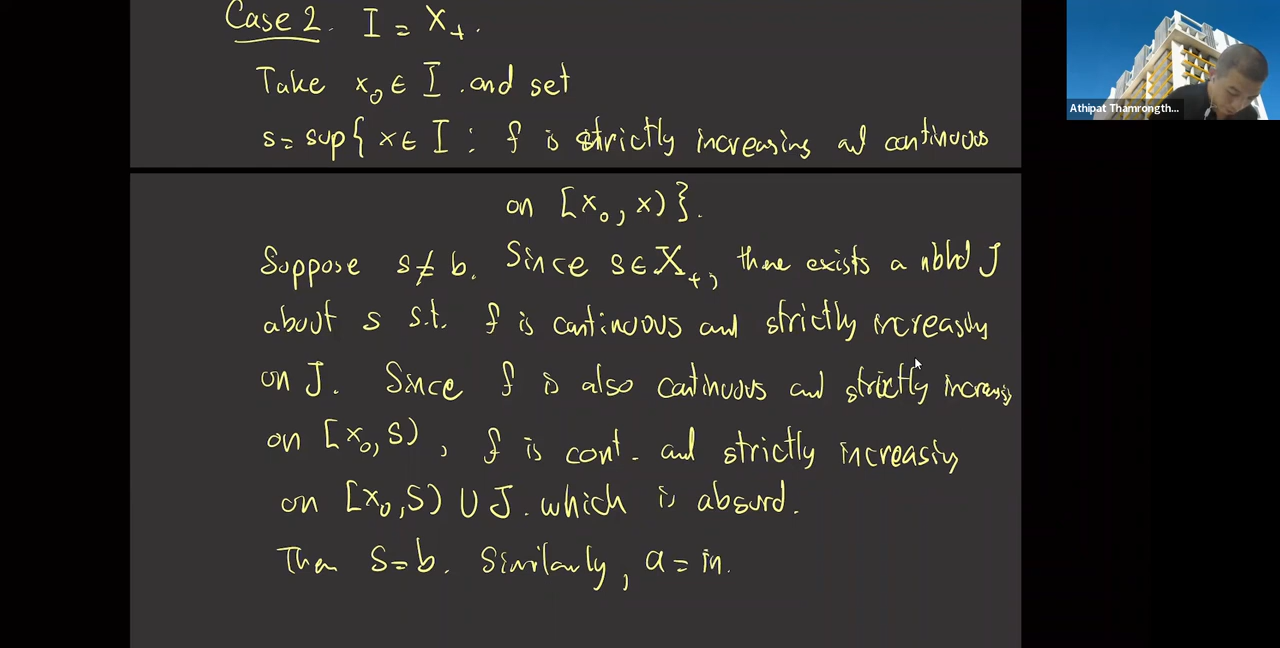 Case 2. I = X₊.
Take x₀ ∈ I and set
s = sup{ x ∈ I : f is strictly increasing and continuous
on [x₀, x) }.
Suppose s ≠ b. Since s ∈ X₊, there exists a nbhd J
about s s.t. f is continuous and strictly increasing
on J. Since f is also continuous and strictly increasing
on [x₀, s), f is cont. and strictly increasing
on [x₀, s) ∪ J. which is absurd.
Then s = b. Similarly, a = in.
Athipat Thamrongth...